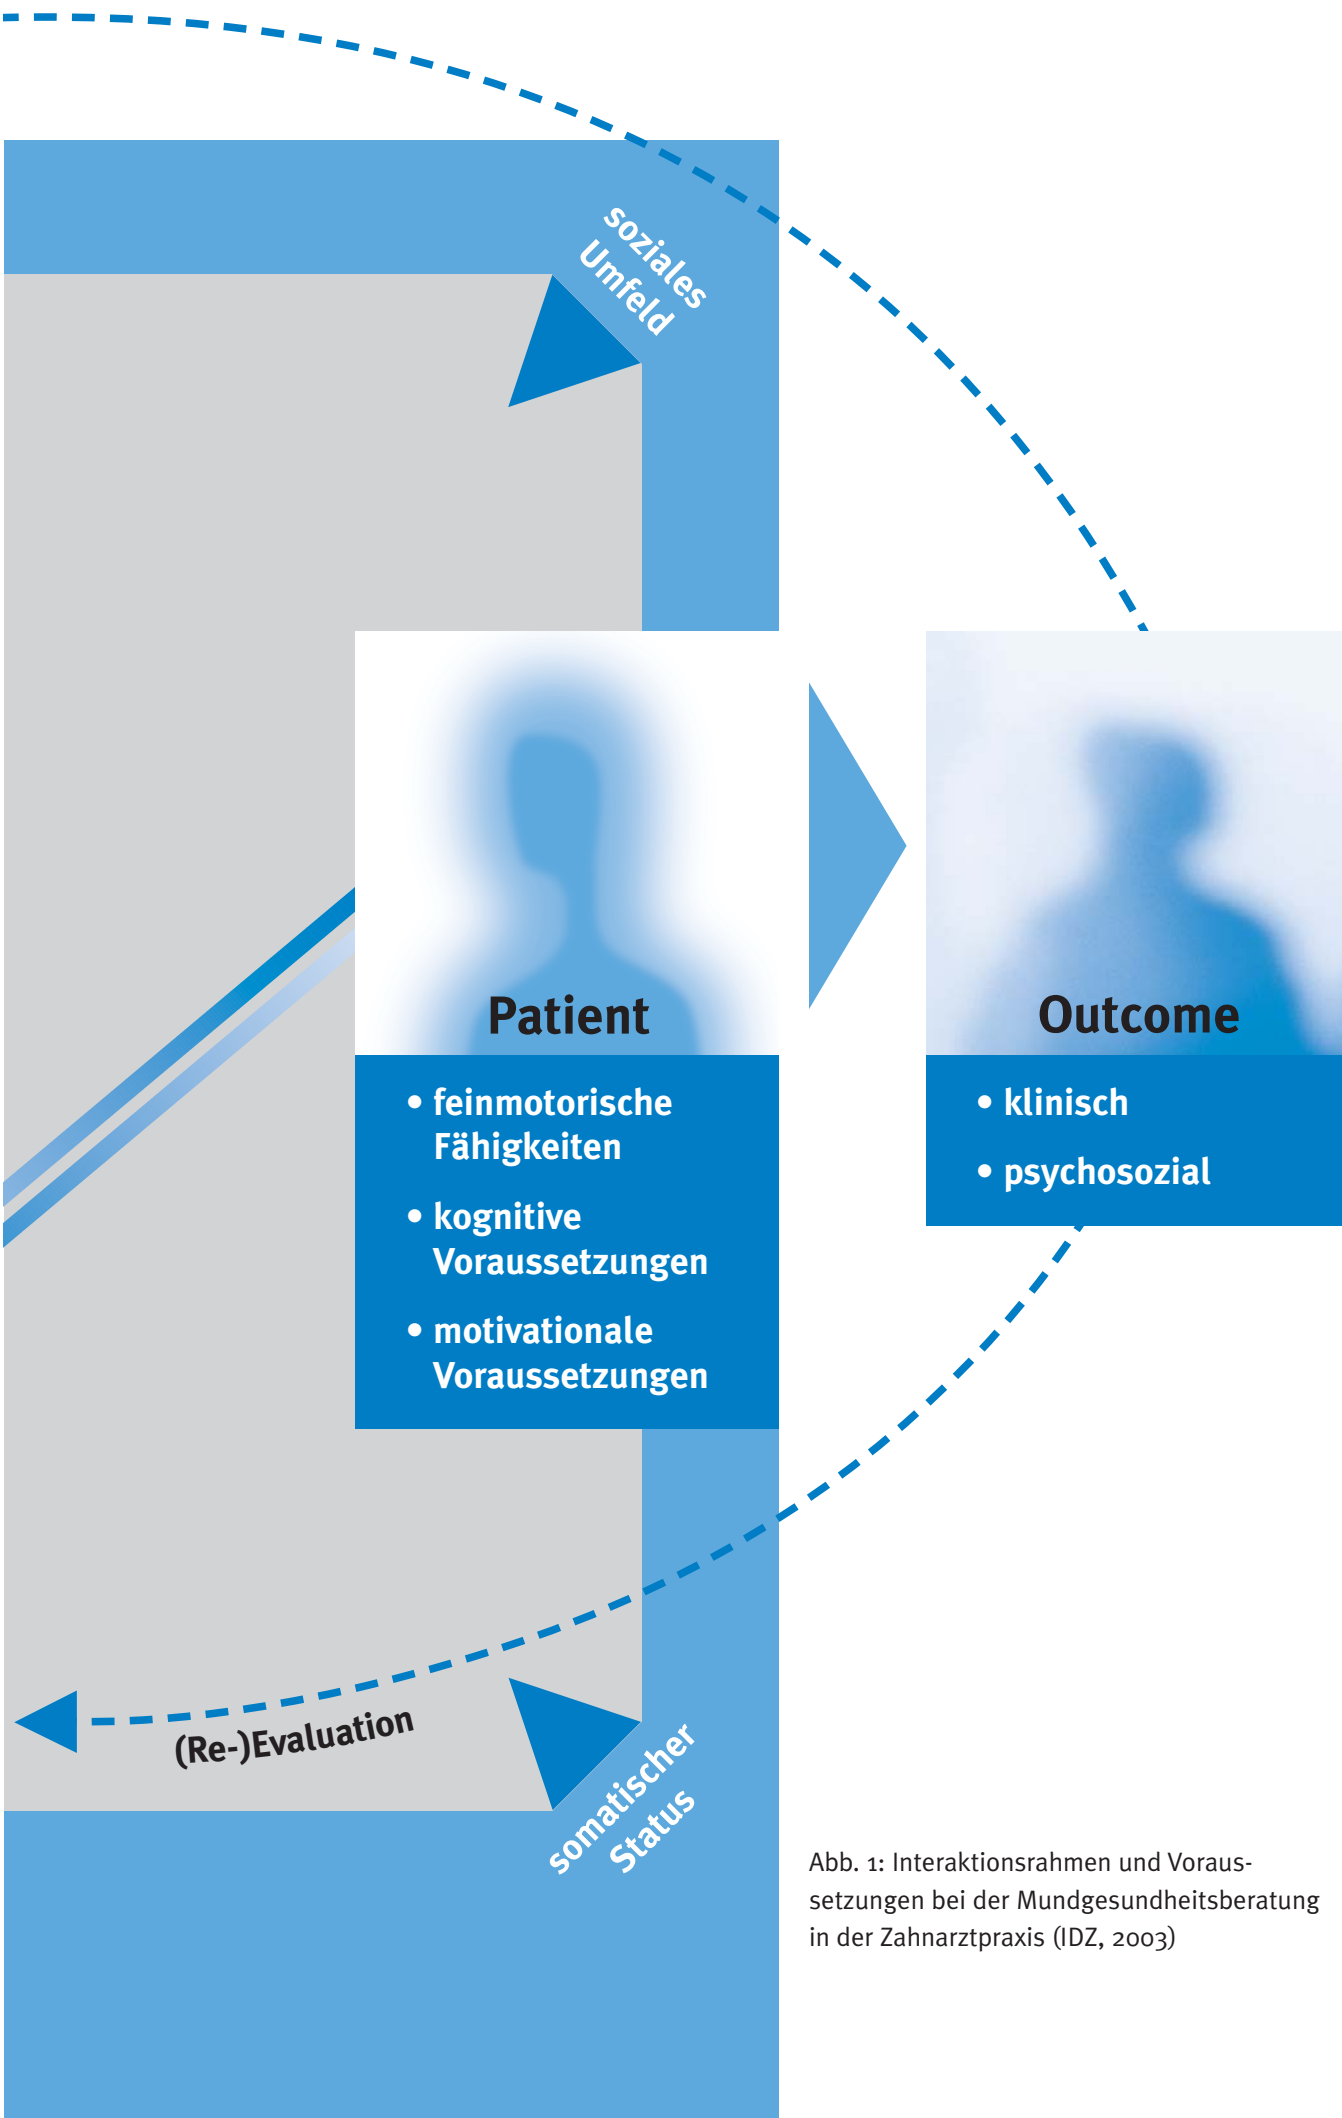 soziales
Umfeld
Patient
• feinmotorische
Fähigkeiten
• kognitive
Voraussetzungen
• motivationale
Voraussetzungen
Outcome
• klinisch
• psychosozial
(Re-)Evaluation
somatischer
Status
Abb. 1: Interaktionsrahmen und Voraus-
setzungen bei der Mundgesundheitsberatung
in der Zahnarztpraxis (IDZ, 2003)